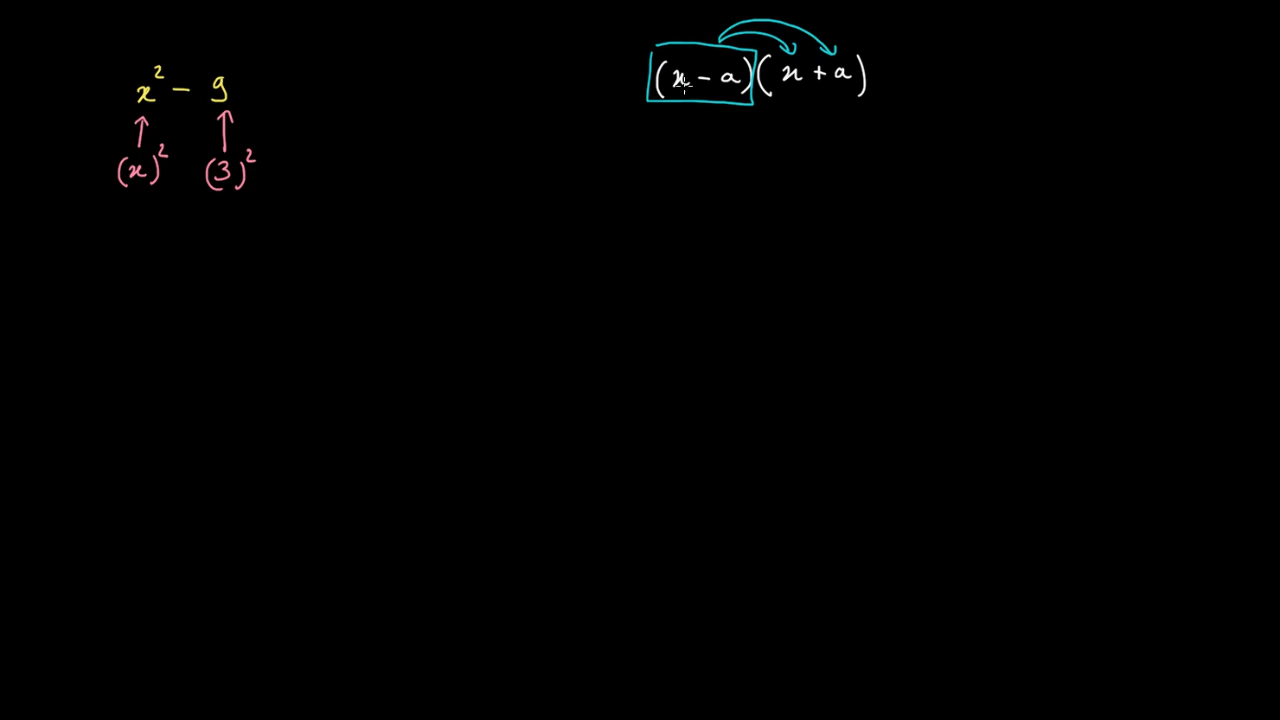 x² - 9
(x)² (3)²
(x - a)(x + a)